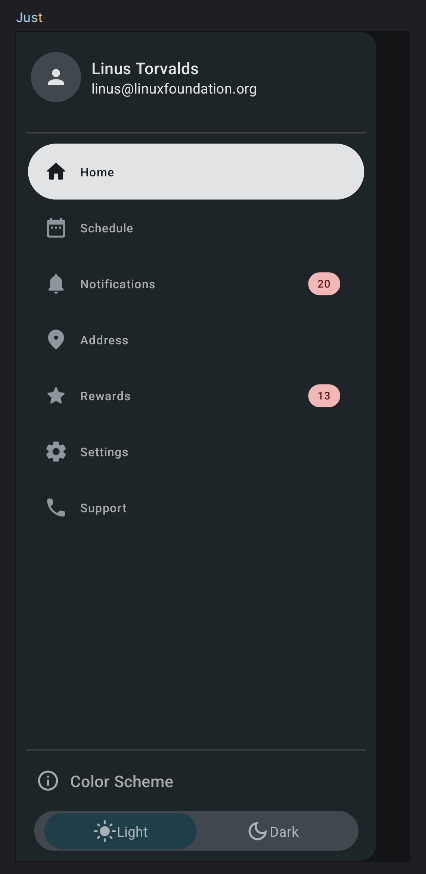 Just
Linus Torvalds
linus@linuxfoundation.org
Home
Schedule
Notifications 20
Address
Rewards 13
Settings
Support
Color Scheme
Light Dark